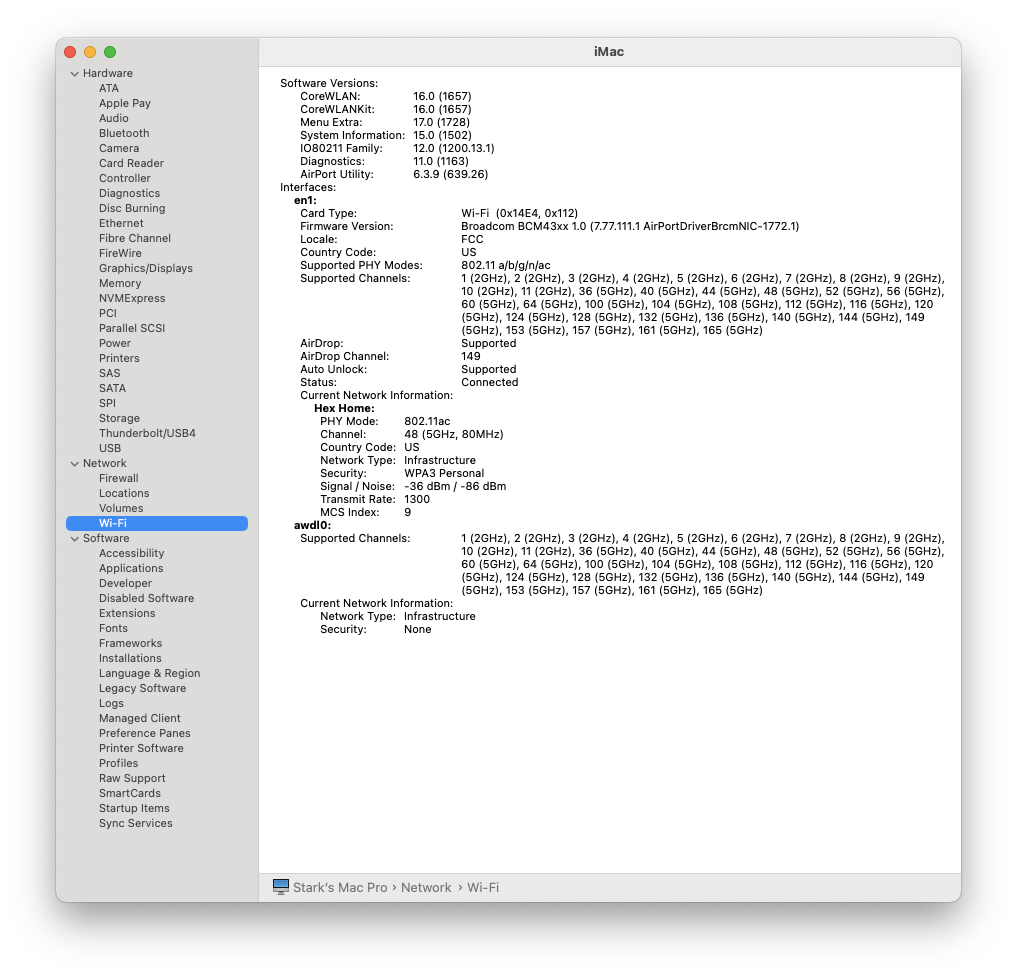 iMac
Hardware
ATA
Apple Pay
Audio
Bluetooth
Camera
Card Reader
Controller
Diagnostics
Disc Burning
Ethernet
Fibre Channel
FireWire
Graphics/Displays
Memory
NVMExpress
PCI
Parallel SCSI
Power
Printers
SAS
SATA
SPI
Storage
Thunderbolt/USB4
USB
Network
Firewall
Locations
Volumes
Wi-Fi
Software
Accessibility
Applications
Developer
Disabled Software
Extensions
Fonts
Frameworks
Installations
Language & Region
Legacy Software
Logs
Managed Client
Preference Panes
Printer Software
Profiles
Raw Support
SmartCards
Startup Items
Sync Services
Software Versions:
CoreWLAN: 16.0 (1657)
CoreWLANKit: 16.0 (1657)
Menu Extra: 17.0 (1728)
System Information: 15.0 (1502)
IO80211 Family: 12.0 (1200.13.1)
Diagnostics: 11.0 (1163)
AirPort Utility: 6.3.9 (639.26)
Interfaces:
en1:
Card Type: Wi-Fi (0x14E4, 0x112)
Firmware Version: Broadcom BCM43xx 1.0 (7.77.111.1 AirPortDriverBrcmNIC-1772.1)
Locale: FCC
Country Code: US
Supported PHY Modes: 802.11 a/b/g/n/ac
Supported Channels: 1 (2GHz), 2 (2GHz), 3 (2GHz), 4 (2GHz), 5 (2GHz), 6 (2GHz), 7 (2GHz), 8 (2GHz), 9 (2GHz),
10 (2GHz), 11 (2GHz), 36 (5GHz), 40 (5GHz), 44 (5GHz), 48 (5GHz), 52 (5GHz), 56 (5GHz),
60 (5GHz), 64 (5GHz), 100 (5GHz), 104 (5GHz), 108 (5GHz), 112 (5GHz), 116 (5GHz), 120
(5GHz), 124 (5GHz), 128 (5GHz), 132 (5GHz), 136 (5GHz), 140 (5GHz), 144 (5GHz), 149
(5GHz), 153 (5GHz), 157 (5GHz), 161 (5GHz), 165 (5GHz)
AirDrop: Supported
AirDrop Channel: 149
Auto Unlock: Supported
Status: Connected
Current Network Information:
Hex Home:
PHY Mode: 802.11ac
Channel: 48 (5GHz, 80MHz)
Country Code: US
Network Type: Infrastructure
Security: WPA3 Personal
Signal / Noise: -36 dBm / -86 dBm
Transmit Rate: 1300
MCS Index: 9
awdl0:
Supported Channels: 1 (2GHz), 2 (2GHz), 3 (2GHz), 4 (2GHz), 5 (2GHz), 6 (2GHz), 7 (2GHz), 8 (2GHz), 9 (2GHz),
10 (2GHz), 11 (2GHz), 36 (5GHz), 40 (5GHz), 44 (5GHz), 48 (5GHz), 52 (5GHz), 56 (5GHz),
60 (5GHz), 64 (5GHz), 100 (5GHz), 104 (5GHz), 108 (5GHz), 112 (5GHz), 116 (5GHz), 120
(5GHz), 124 (5GHz), 128 (5GHz), 132 (5GHz), 136 (5GHz), 140 (5GHz), 144 (5GHz), 149
(5GHz), 153 (5GHz), 157 (5GHz), 161 (5GHz), 165 (5GHz)
Current Network Information:
Network Type: Infrastructure
Security: None
Stark's Mac Pro › Network › Wi-Fi